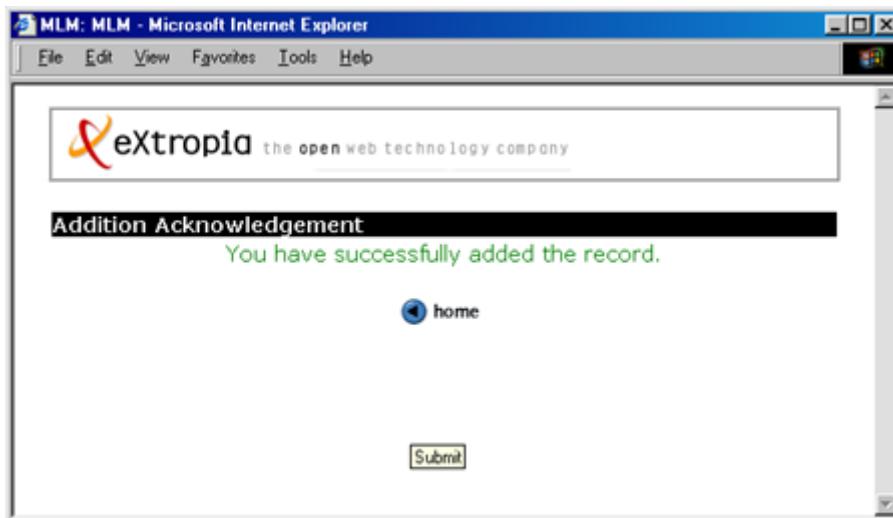 MLM: MLM - Microsoft Internet Explorer
File Edit View Favorites Tools Help
eXtropia the open web technology company
Addition Acknowledgement
You have successfully added the record.
home
Submit